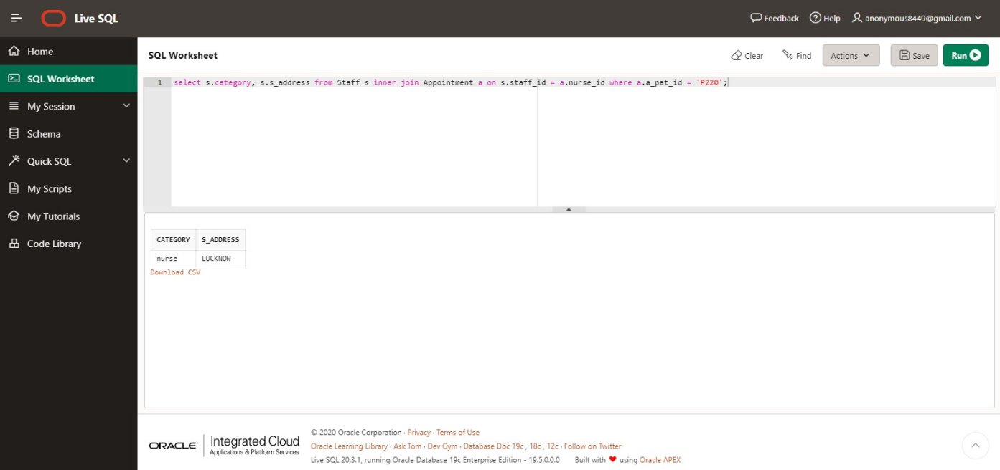 Live SQL
Feedback Help anonymous8449@gmail.com
Home
SQL Worksheet
My Session
Schema
Quick SQL
My Scripts
My Tutorials
Code Library
SQL Worksheet Clear Find Actions Save Run
1 select s.category, s.s_address from Staff s inner join Appointment a on s.staff_id = a.nurse_id where a.a_pat_id = 'P220';
CATEGORY S_ADDRESS
nurse LUCKNOW
Download CSV
ORACLE Integrated Cloud
Applications & Platform Services
© 2020 Oracle Corporation · Privacy · Terms of Use
Oracle Learning Library · Ask Tom · Dev Gym · Database Doc 19c , 18c , 12c · Follow on Twitter
Live SQL 20.3.1, running Oracle Database 19c Enterprise Edition - 19.5.0.0.0 Built with ❤ using Oracle APEX